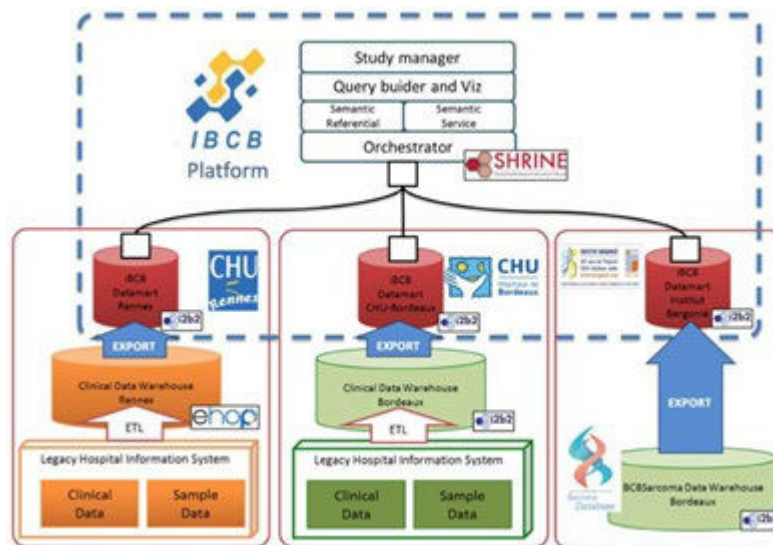 Study manager
Query buider and Viz
Semantic
Referential
Semantic
Service
Orchestrator
SHRINE
IBCB
Platform
iBCB
Datamart
Rennes
CHU
Rennes
i2b2
iBCB
Datamart
CHU-Bordeaux
CHU
Bordeaux
i2b2
iBCB
Datamart
Institut
Bergonié
i2b2
EXPORT
EXPORT
EXPORT
Clinical Data Warehouse
Rennes
ehop
Clinical Data Warehouse
Bordeaux
i2b2
ETL
ETL
Legacy Hospital Information System
Clinical
Data
Sample
Data
Legacy Hospital Information System
Clinical
Data
Sample
Data
BCBSarcoma Data Warehouse
Bordeaux
i2b2